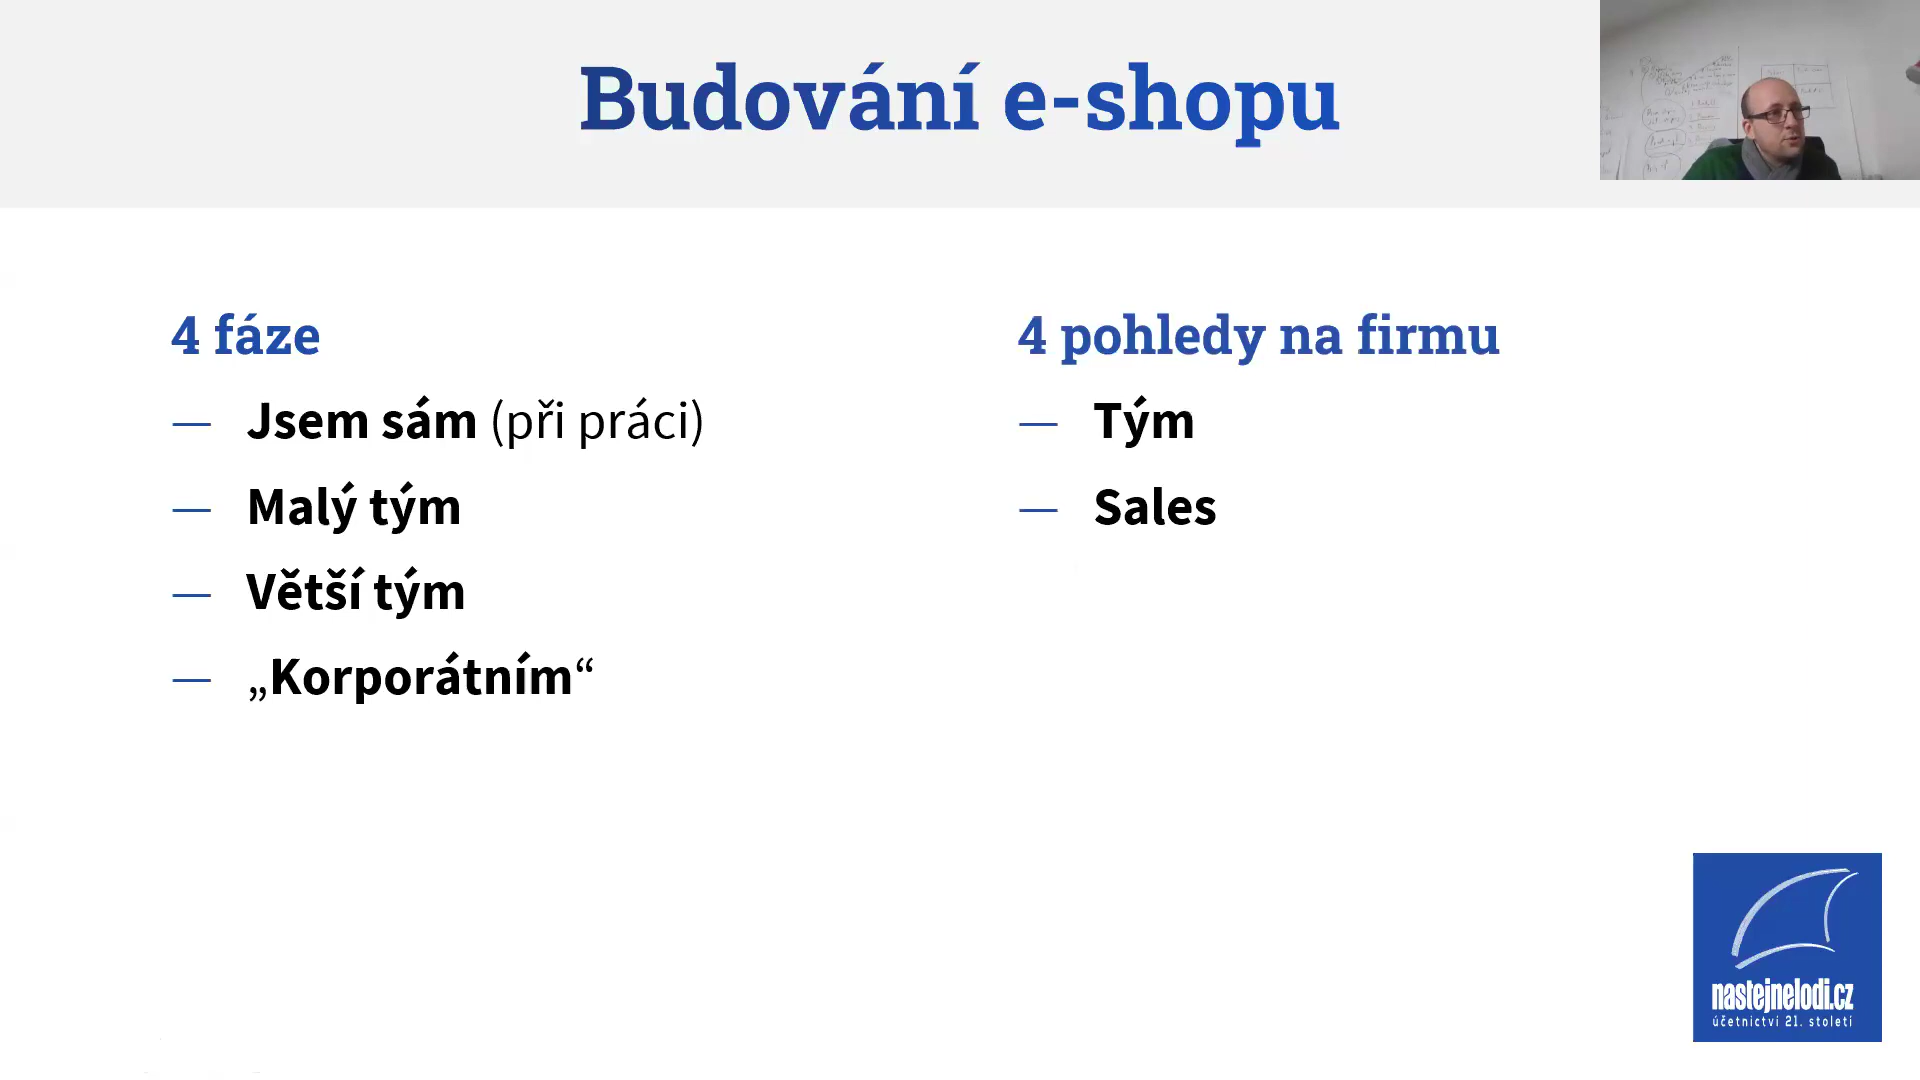 Budování e-shopu
4 fáze
— Jsem sám (při práci)
— Malý tým
— Větší tým
— „Korporátním“
4 pohledy na firmu
— Tým
— Sales
nastejnelodi.cz
účetnictví 21. století